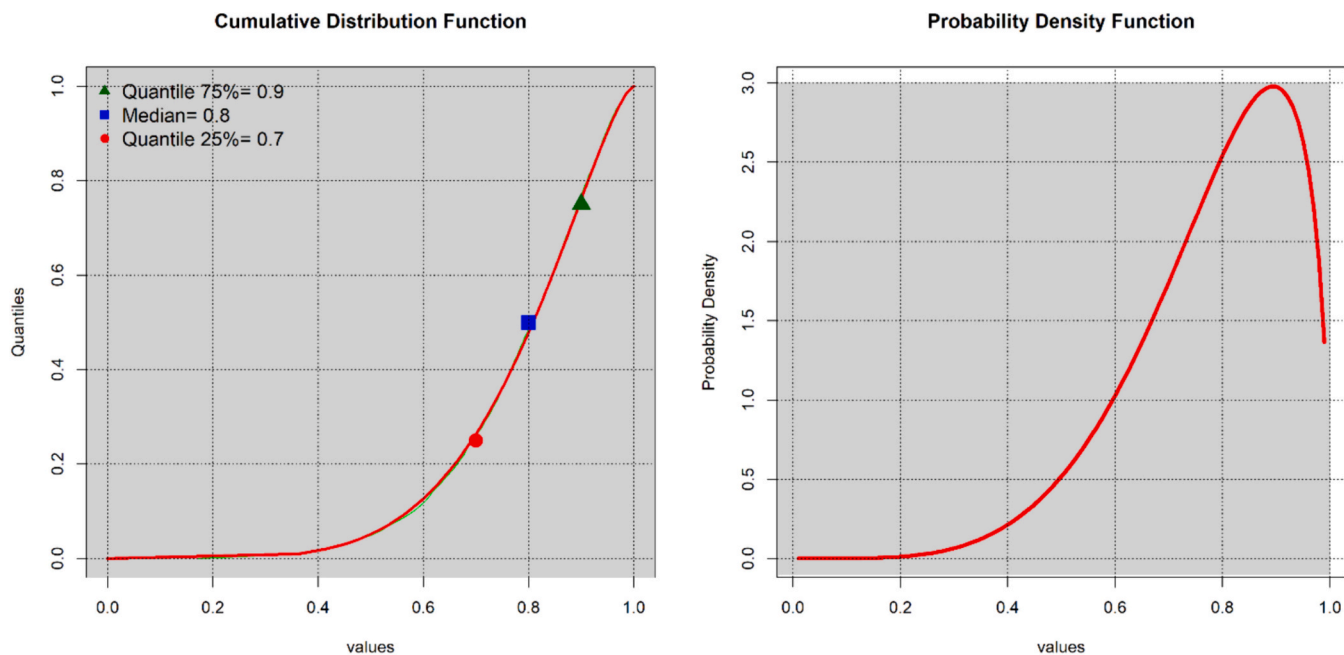 Cumulative Distribution Function
Quantiles
1.0
0.8
0.6
0.4
0.2
0.0
Quantile 75%= 0.9
Median= 0.8
Quantile 25%= 0.7
0.0 0.2 0.4 0.6 0.8 1.0
values
Probability Density Function
Probability Density
3.0
2.5
2.0
1.5
1.0
0.5
0.0
0.0 0.2 0.4 0.6 0.8 1.0
values